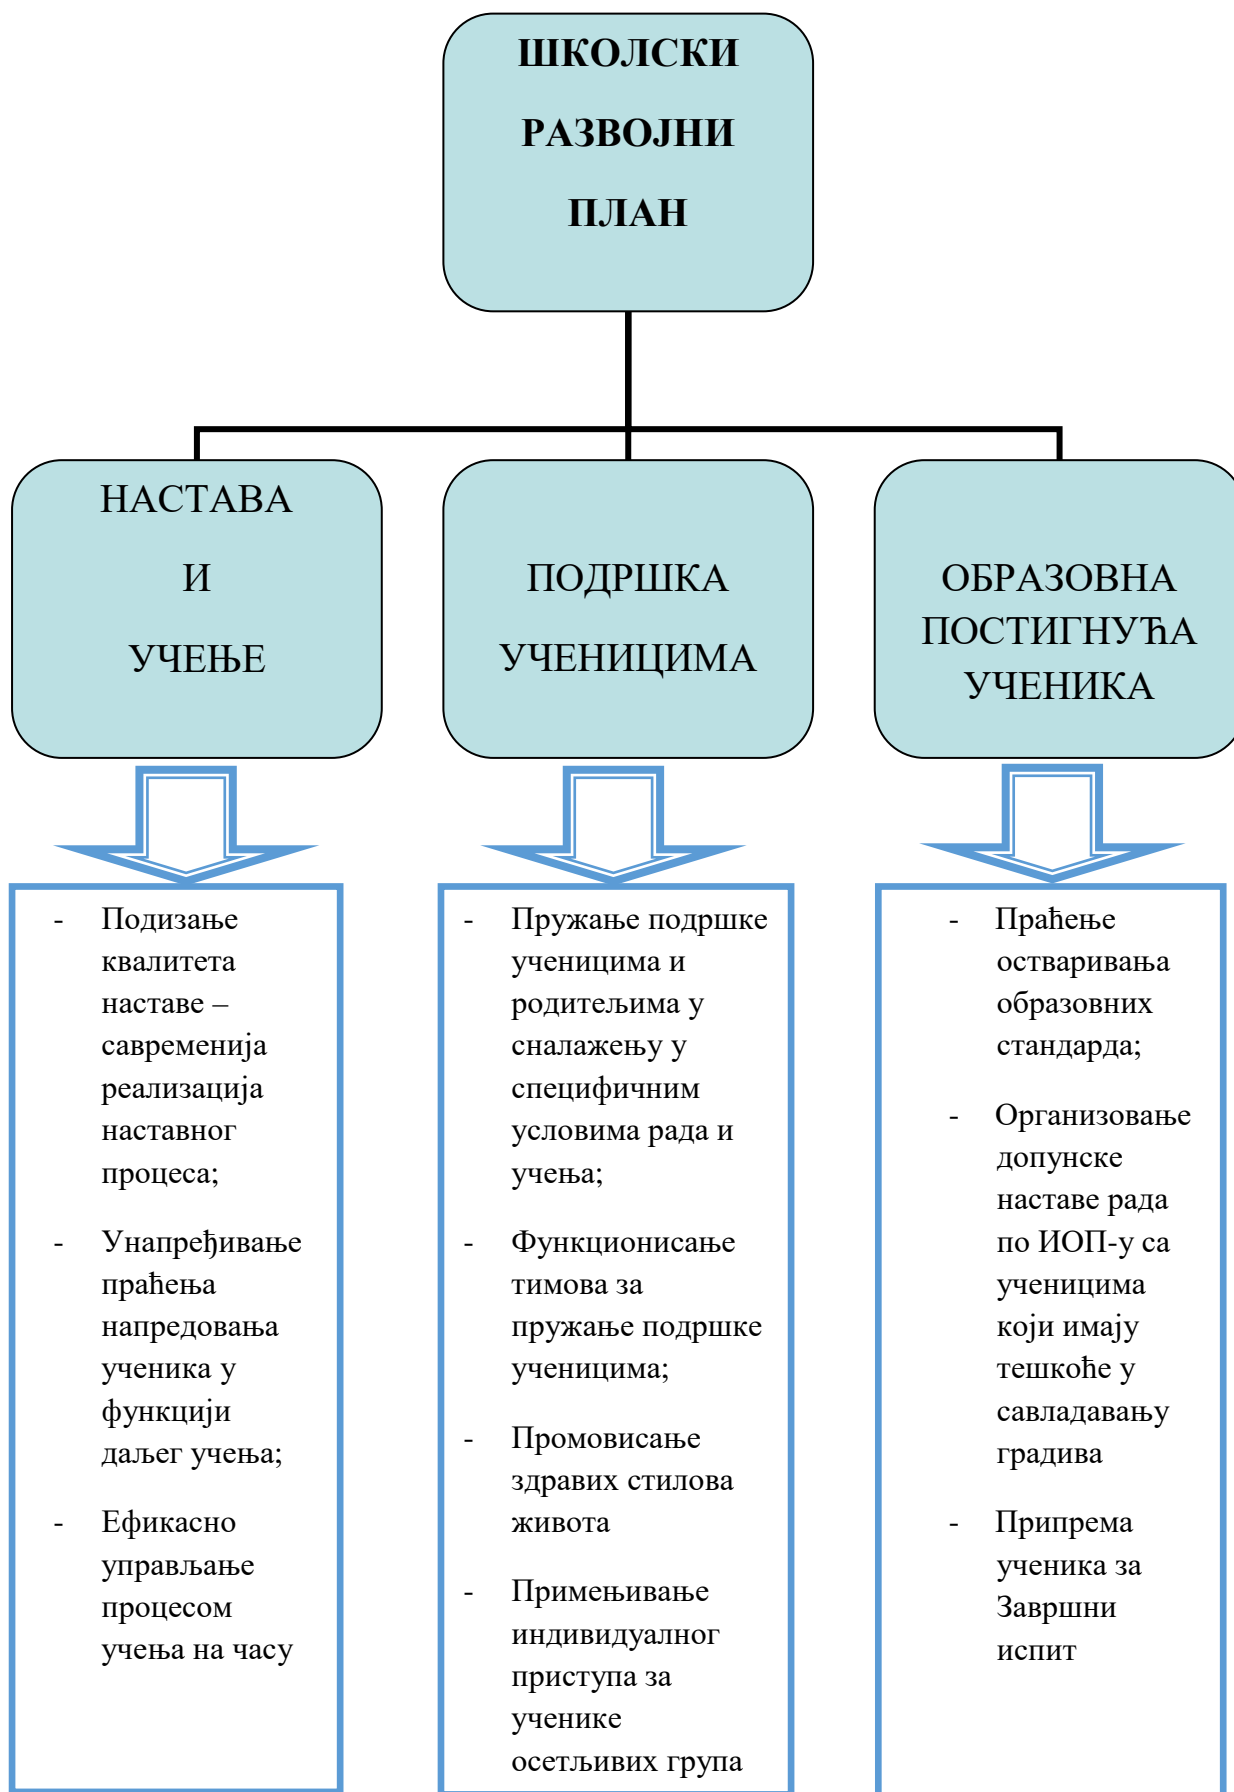 ШКОЛСКИ
РАЗВОЈНИ
ПЛАН
НАСТАВА
И
УЧЕЊЕ
ПОДРШКА
УЧЕНИЦИМА
ОБРАЗОВНА
ПОСТИГНУЋА
УЧЕНИКА
- Подизање
квалитета
наставе –
савременија
реализација
наставног
процеса;
- Унапређивање
праћења
напредовања
ученика у
функцији
даљег учења;
- Ефикасно
управљање
процесом
учења на часу
- Пружање подршке
ученицима и
родитељима у
сналажењу у
специфичним
условима рада и
учења;
- Функционисање
тимова за
пружање подршке
ученицима;
- Промовисање
здравих стилова
живота
- Примењивање
индивидуалног
приступа за
ученике
осетљивих група
- Праћење
остваривања
образовних
стандарда;
- Организовање
допунске
наставе рада
по ИОП-у са
ученицима
који имају
тешкоће у
савладавању
градива
- Припрема
ученика за
Завршни
испит